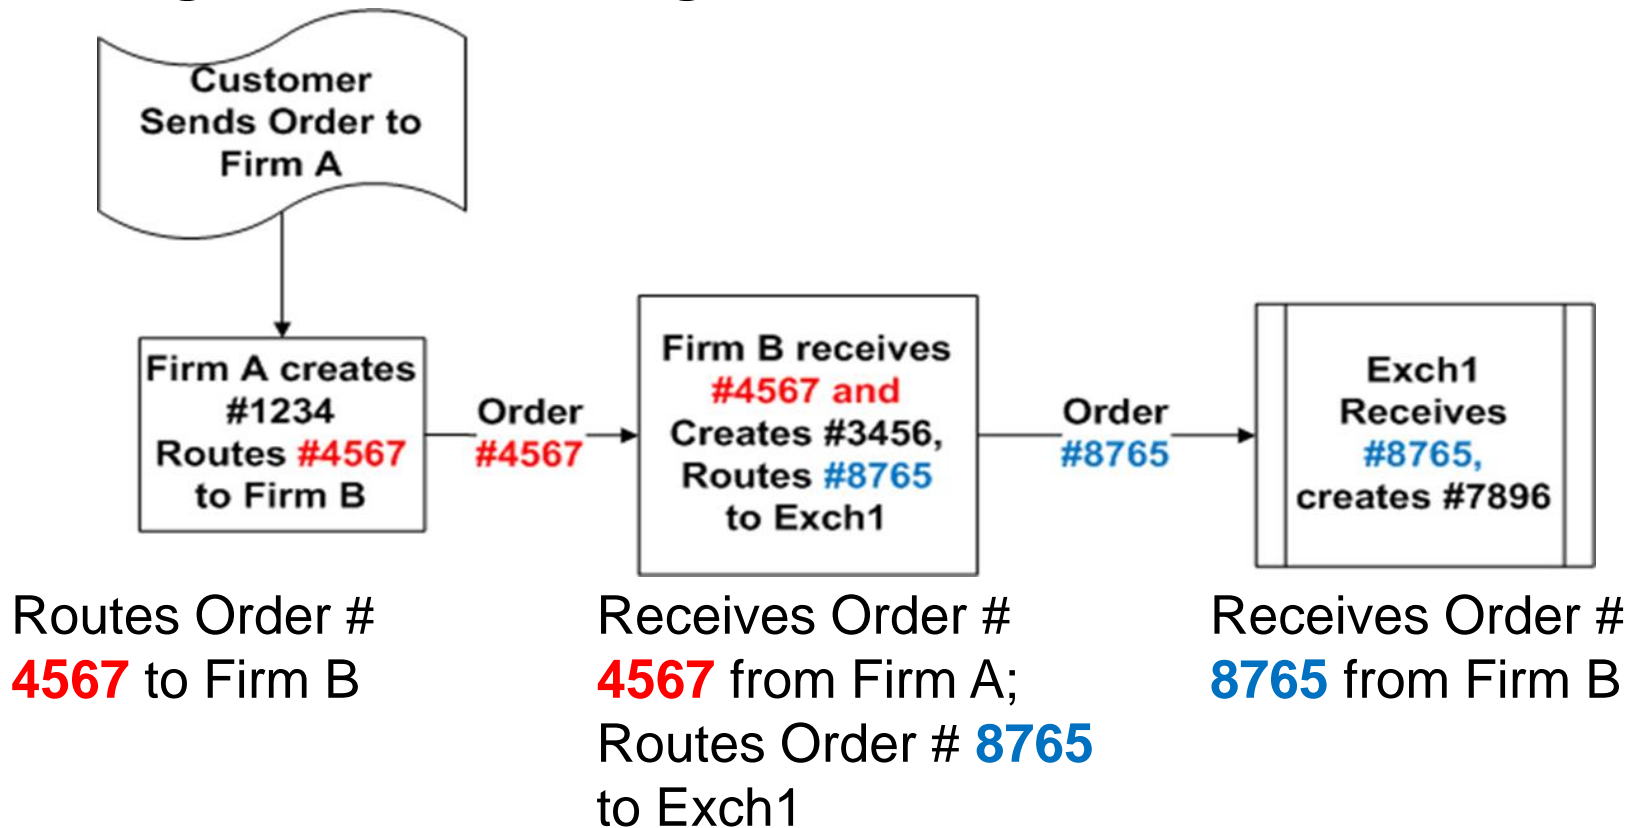 Customer
Sends Order to
Firm A
Firm A creates
#1234
Routes #4567
to Firm B
Order
#4567
Firm B receives
#4567 and
Creates #3456,
Routes #8765
to Exch1
Order
#8765
Exch1
Receives
#8765,
creates #7896
Routes Order #
4567 to Firm B
Receives Order #
4567 from Firm A;
Routes Order # 8765
to Exch1
Receives Order #
8765 from Firm B